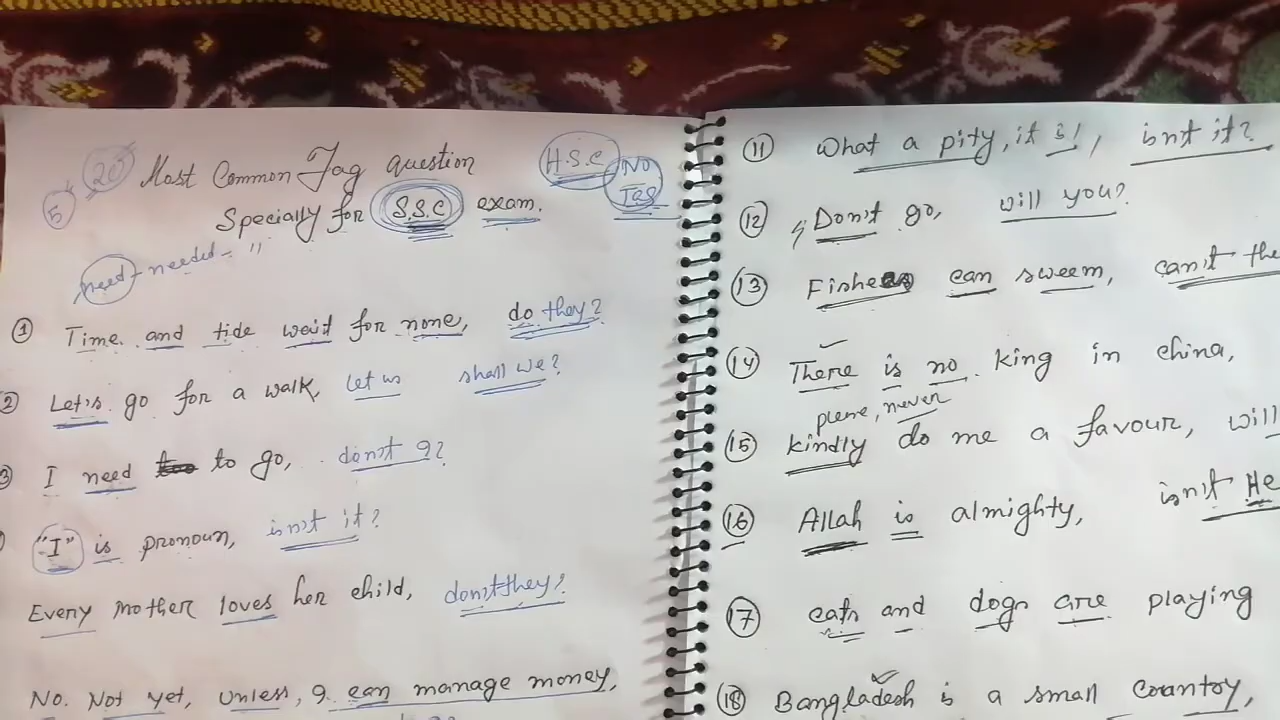 5 20 Most Common Tag question H.S.C No
Tag
Specially for S.S.C exam.
need - needed - "
① Time and tide wait for none, do they?
② Let's go for a walk, let us shall we?
③ I need to go, don't I?
"I" is pronoun, isn't it?
Every mother loves her child, don't they?
No. Not yet, unless, I can manage money,
⑪ What a pity, it is!, isn't it?
⑫ Don't go, will you?
⑬ Fishes can sweem, can't the
⑭ There is no king in china,
please, never
⑮ kindly do me a favour, will
⑯ Allah is almighty, isn't He
⑰ cats and dogs are playing
⑱ Bangladesh is a small country,